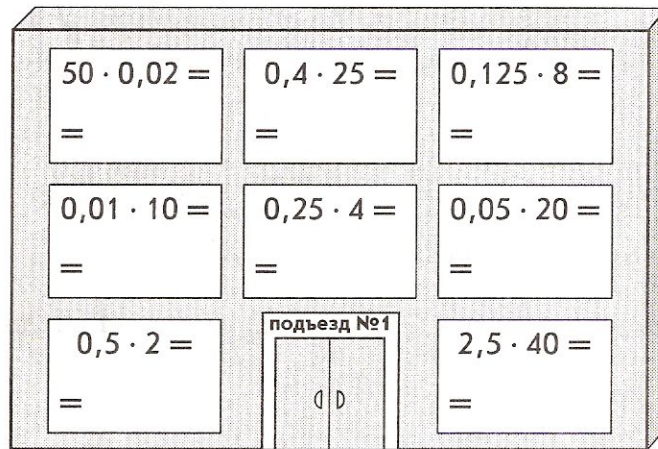 50 · 0,02 =
=
0,4 · 25 =
=
0,125 · 8 =
=
0,01 · 10 =
=
0,25 · 4 =
=
0,05 · 20 =
=
0,5 · 2 =
=
подъезд №1
2,5 · 40 =
=